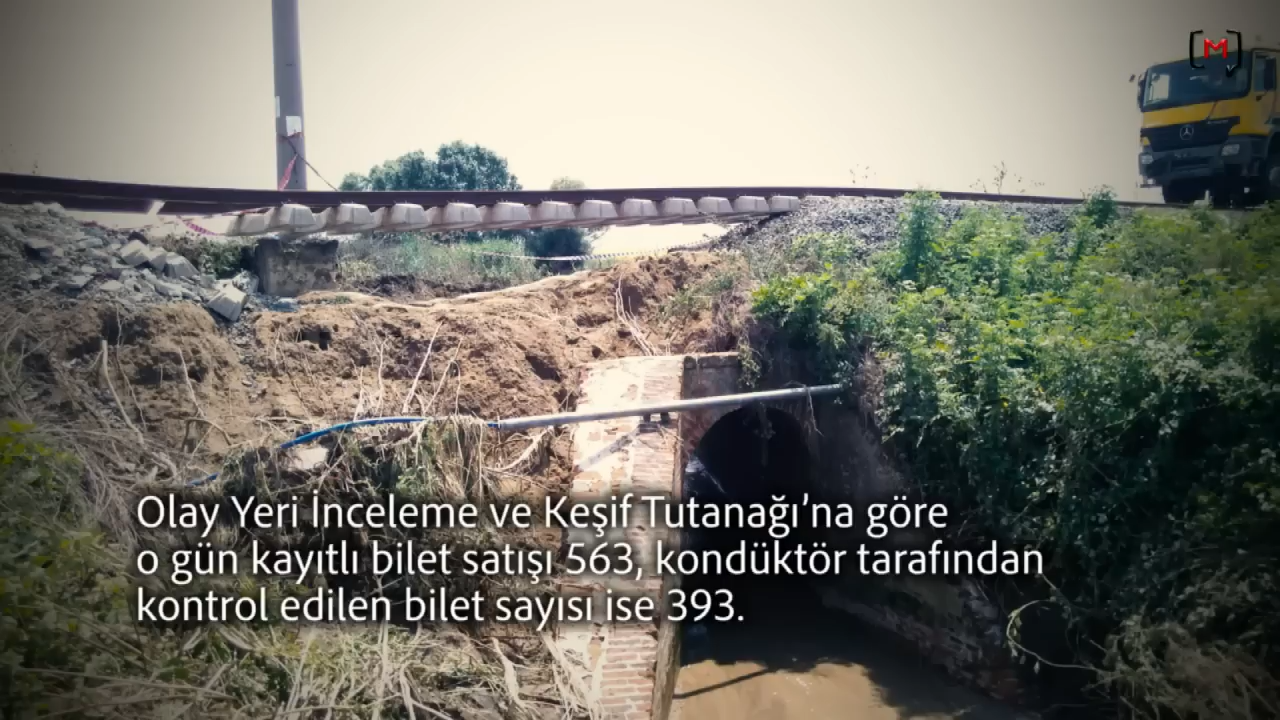 [M]
Olay Yeri İnceleme ve Keşif Tutanağı’na göre
o gün kayıtlı bilet satışı 563, kondüktör tarafından
kontrol edilen bilet sayısı ise 393.